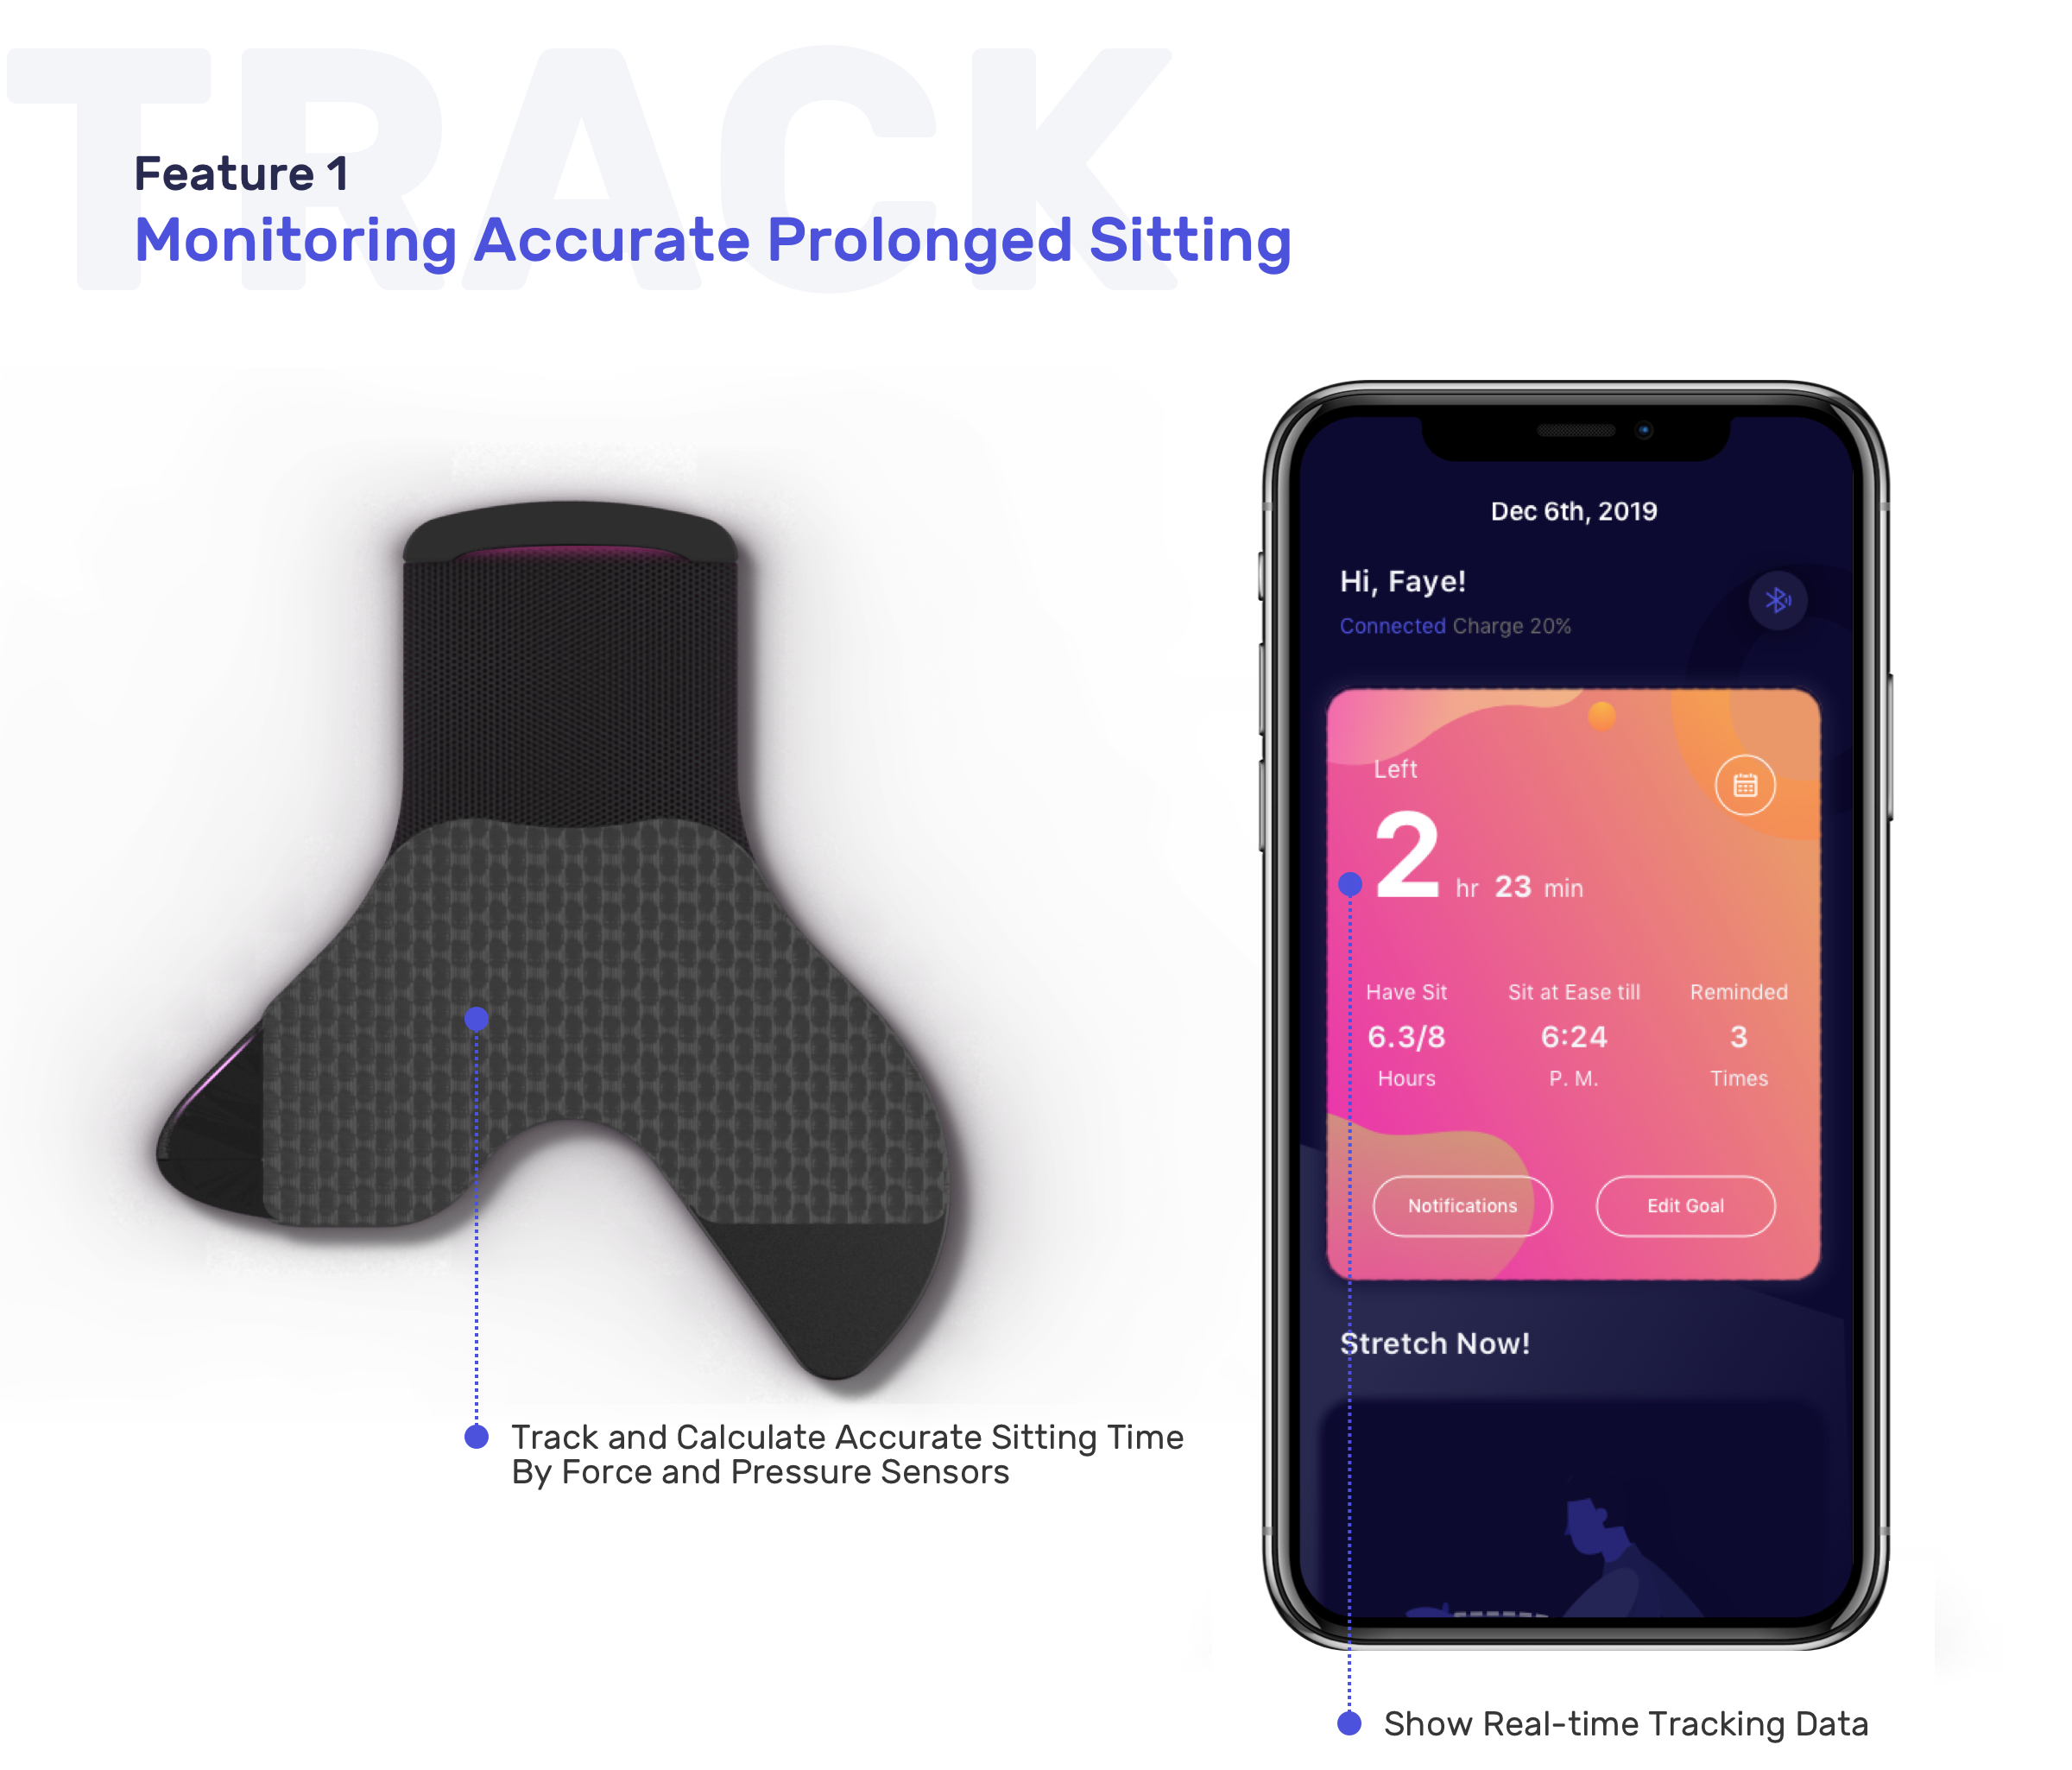 TRACK
Feature 1
Monitoring Accurate Prolonged Sitting
Dec 6th, 2019
Hi, Faye!
Connected Charge 20%
Left
2 hr 23 min
Have Sit
6.3/8
Hours
Sit at Ease till
6:24
P. M.
Reminded
3
Times
Notifications
Edit Goal
Stretch Now!
Track and Calculate Accurate Sitting Time
By Force and Pressure Sensors
Show Real-time Tracking Data